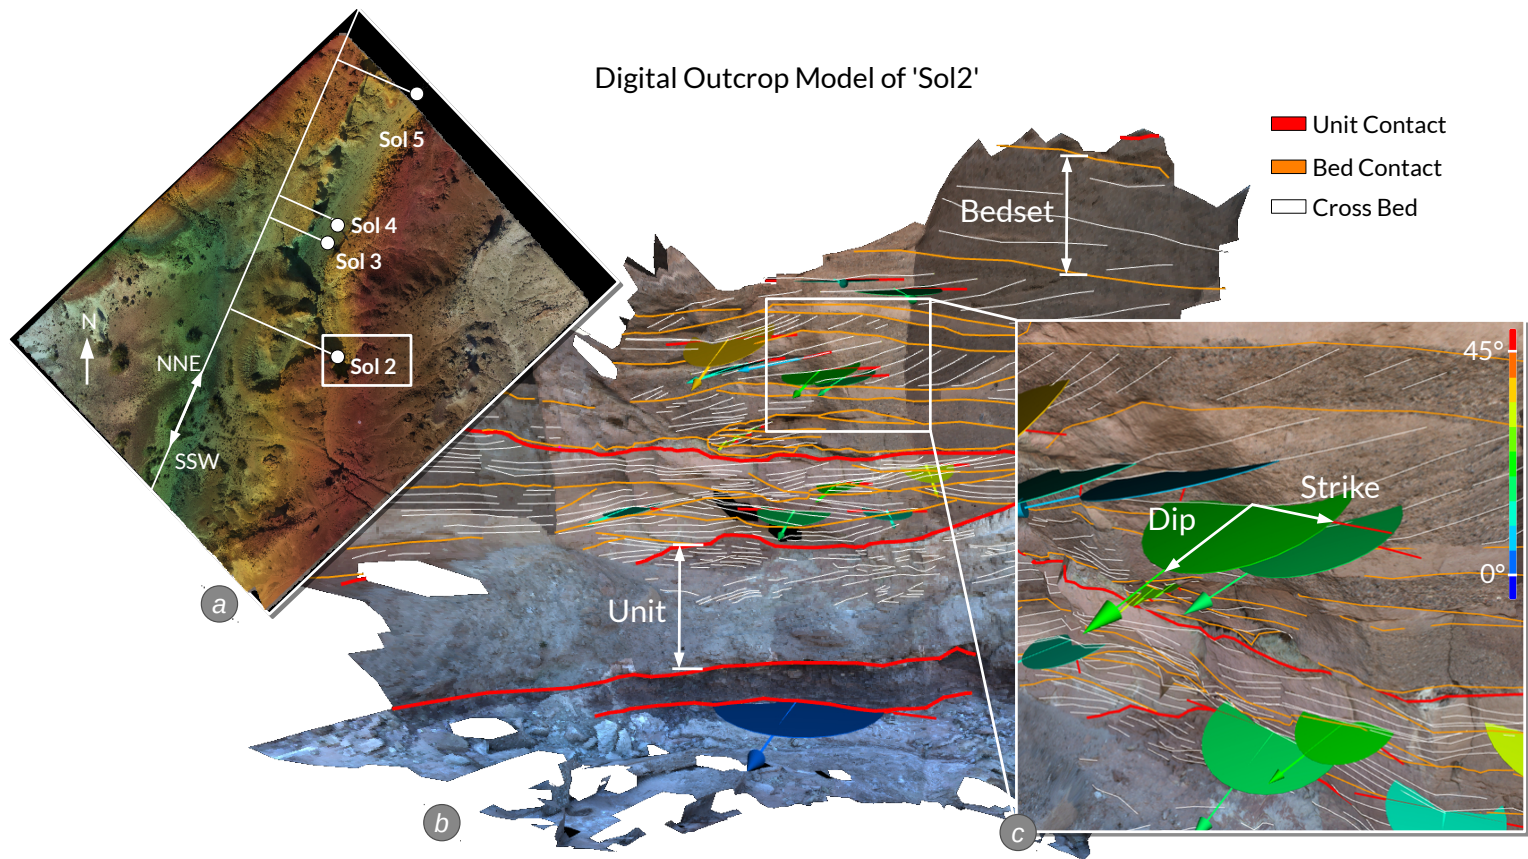 Digital Outcrop Model of 'Sol2'
Unit Contact
Bed Contact
Cross Bed
Sol 5
Sol 4
Sol 3
Sol 2
N
NNE
SSW
a
Bedset
Unit
b
45°
0°
Strike
Dip
c